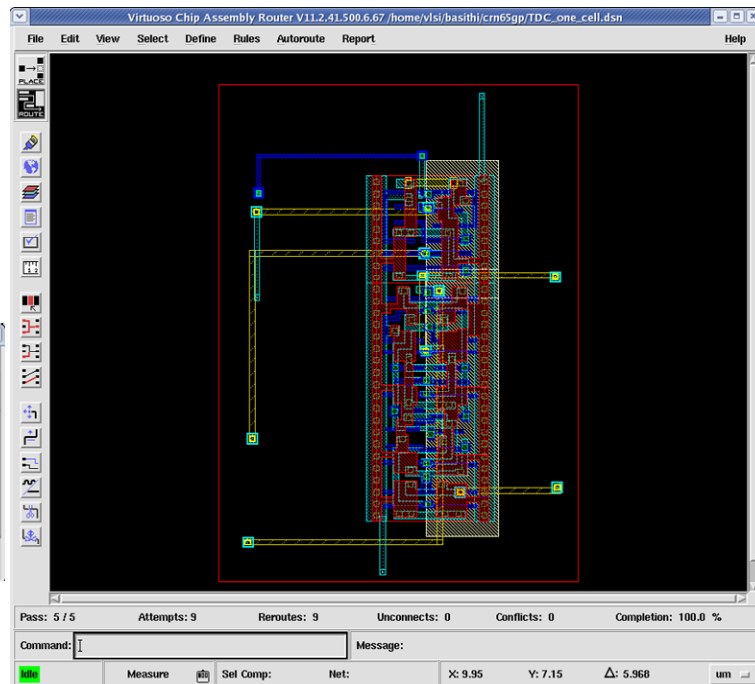 Virtuoso Chip Assembly Router V11.2.41.500.6.67 /home/vlsi/basithi/crn65gp/TDC_one_cell.dsn
File Edit View Select Define Rules Autoroute Report Help
PLACE
ROUTE
Pass: 5 / 5 Attempts: 9 Reroutes: 9 Unconnects: 0 Conflicts: 0 Completion: 100.0 %
Command: Message:
Idle Measure Sel Comp: Net: X: 9.95 Y: 7.15 Δ: 5.968 um